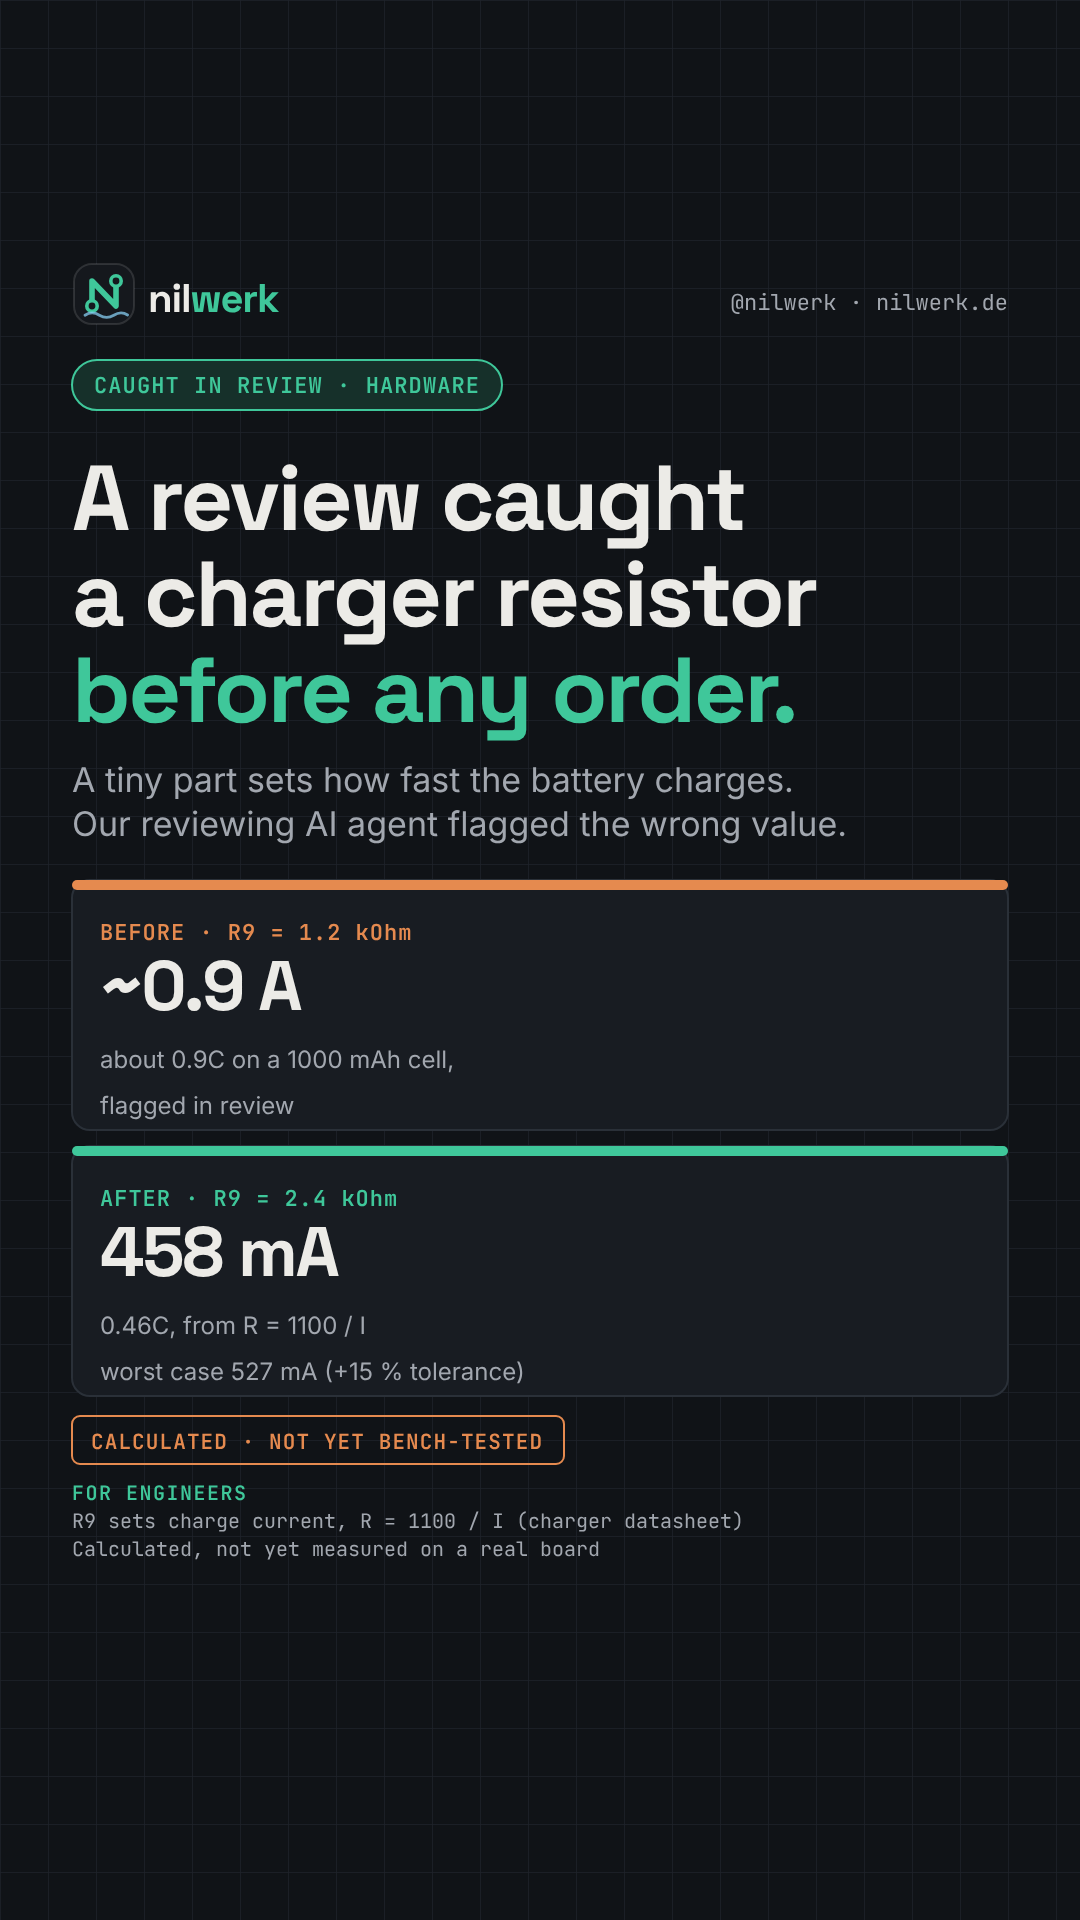 nilwerk
@nilwerk · nilwerk.de
CAUGHT IN REVIEW · HARDWARE
A review caught
a charger resistor
before any order.
A tiny part sets how fast the battery charges.
Our reviewing AI agent flagged the wrong value.
BEFORE · R9 = 1.2 kOhm
~0.9 A
about 0.9C on a 1000 mAh cell,
flagged in review
AFTER · R9 = 2.4 kOhm
458 mA
0.46C, from R = 1100 / I
worst case 527 mA (+15 % tolerance)
CALCULATED · NOT YET BENCH-TESTED
FOR ENGINEERS
R9 sets charge current, R = 1100 / I (charger datasheet)
Calculated, not yet measured on a real board